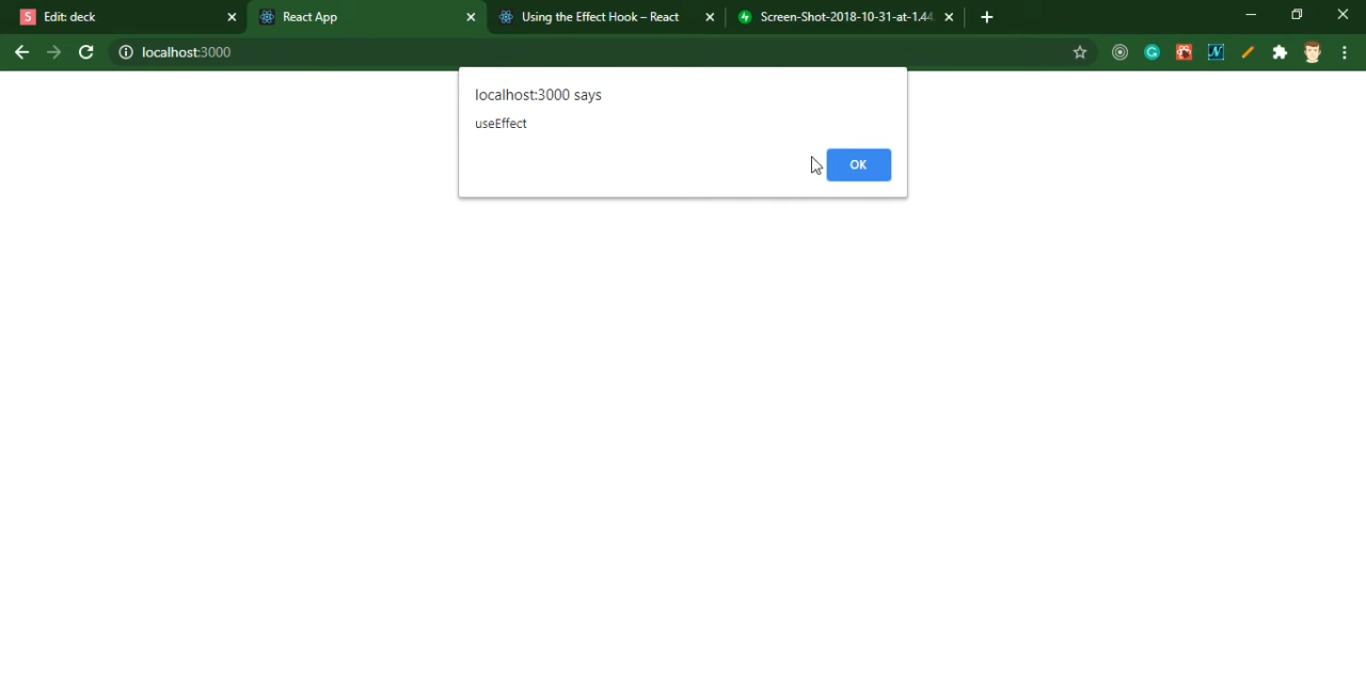 S Edit: deck
React App
Using the Effect Hook – React
Screen-Shot-2018-10-31-at-1.44
localhost:3000
localhost:3000 says
useEffect
OK